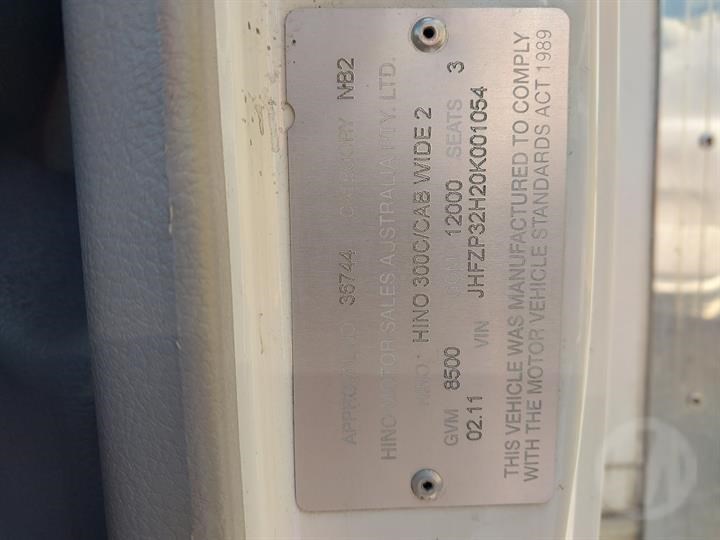 APPROVAL NO 36744 CATEGORY NB2
HINO MOTOR SALES AUSTRALIA PTY. LTD.
HINO HINO 300C/CAB WIDE 2
GVM 8500 GCM 12000 SEATS 3
02.11 VIN JHFZP32H20K001054
THIS VEHICLE WAS MANUFACTURED TO COMPLY
WITH THE MOTOR VEHICLE STANDARDS ACT 1989